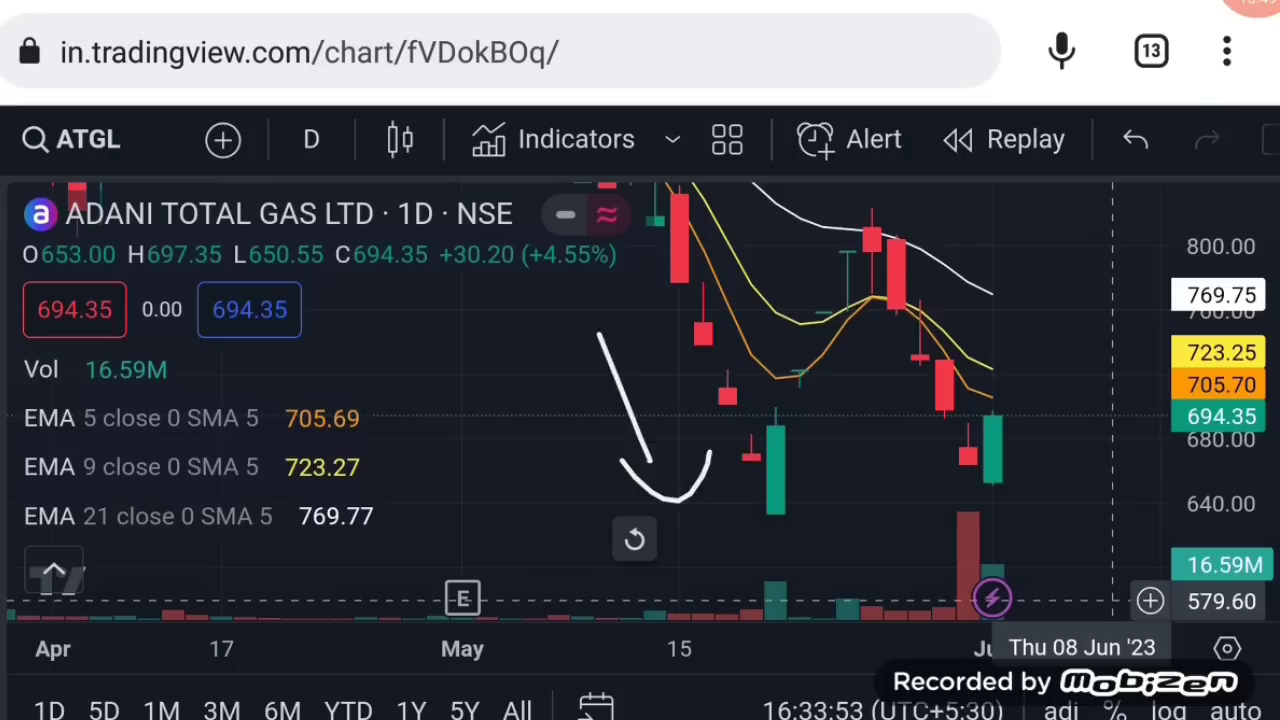 in.tradingview.com/chart/fVDokBOq/
13
ATGL
D
Indicators
Alert
Replay
a ADANI TOTAL GAS LTD · 1D · NSE
O653.00 H697.35 L650.55 C694.35 +30.20 (+4.55%)
694.35 0.00 694.35
Vol 16.59M
EMA 5 close 0 SMA 5 705.69
EMA 9 close 0 SMA 5 723.27
EMA 21 close 0 SMA 5 769.77
800.00
769.75
760.00
723.25
705.70
694.35
680.00
640.00
16.59M
579.60
E
Apr 17 May 15 Thu 08 Jun '23
Recorded by mobizen
1D 5D 1M 3M 6M YTD 1Y 5Y All 16:33:53 (UTC+5:30) adj % log auto